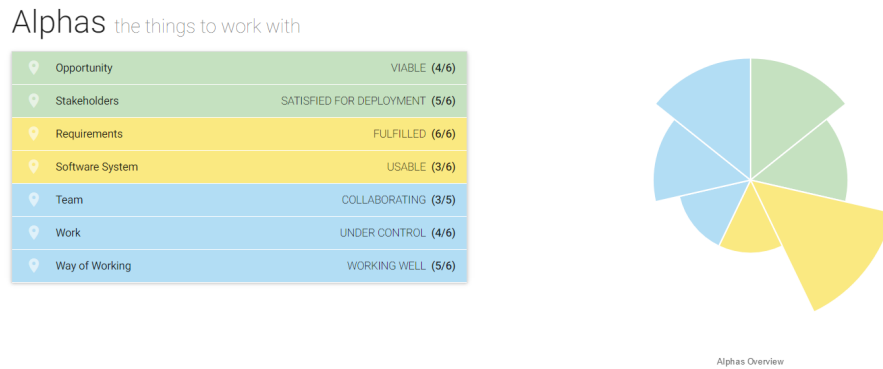 Alphas the things to work with
Opportunity VIABLE (4/6)
Stakeholders SATISFIED FOR DEPLOYMENT (5/6)
Requirements FULFILLED (6/6)
Software System USABLE (3/6)
Team COLLABORATING (3/5)
Work UNDER CONTROL (4/6)
Way of Working WORKING WELL (5/6)
Alphas Overview